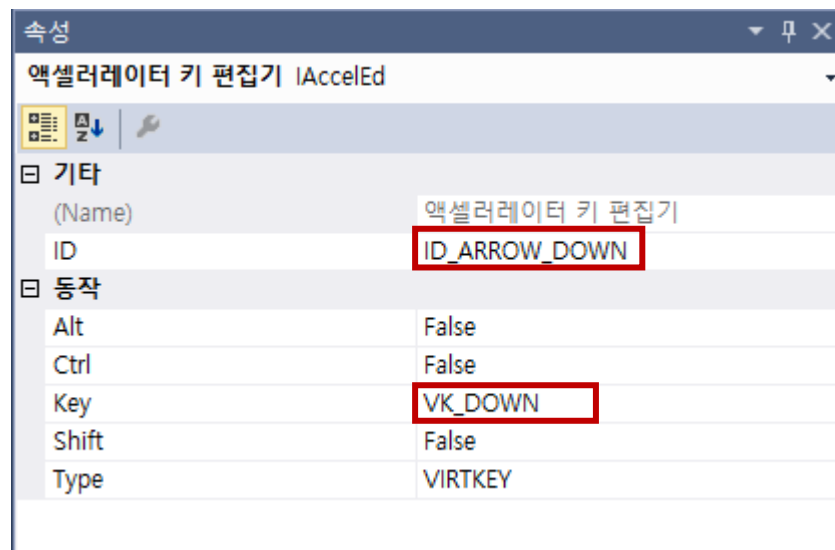 속성
액셀러레이터 키 편집기 IAccelEd
기타
(Name) 액셀러레이터 키 편집기
ID ID_ARROW_DOWN
동작
Alt False
Ctrl False
Key VK_DOWN
Shift False
Type VIRTKEY